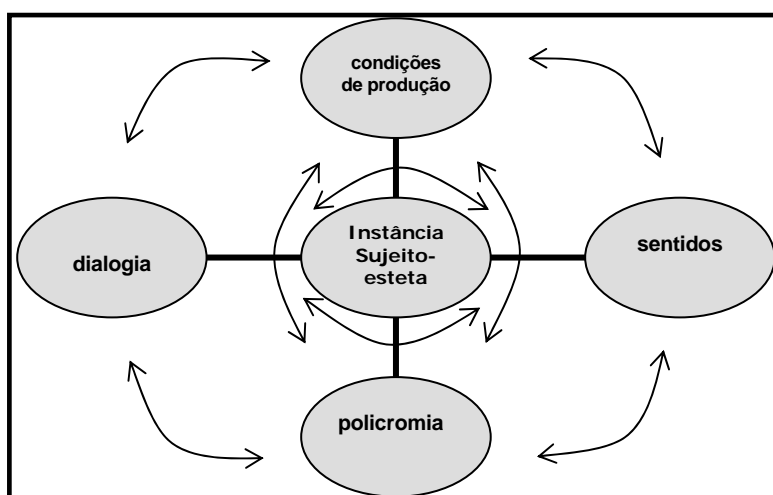 condições
de produção
dialogia
Instância
Sujeito-
esteta
sentidos
policromia